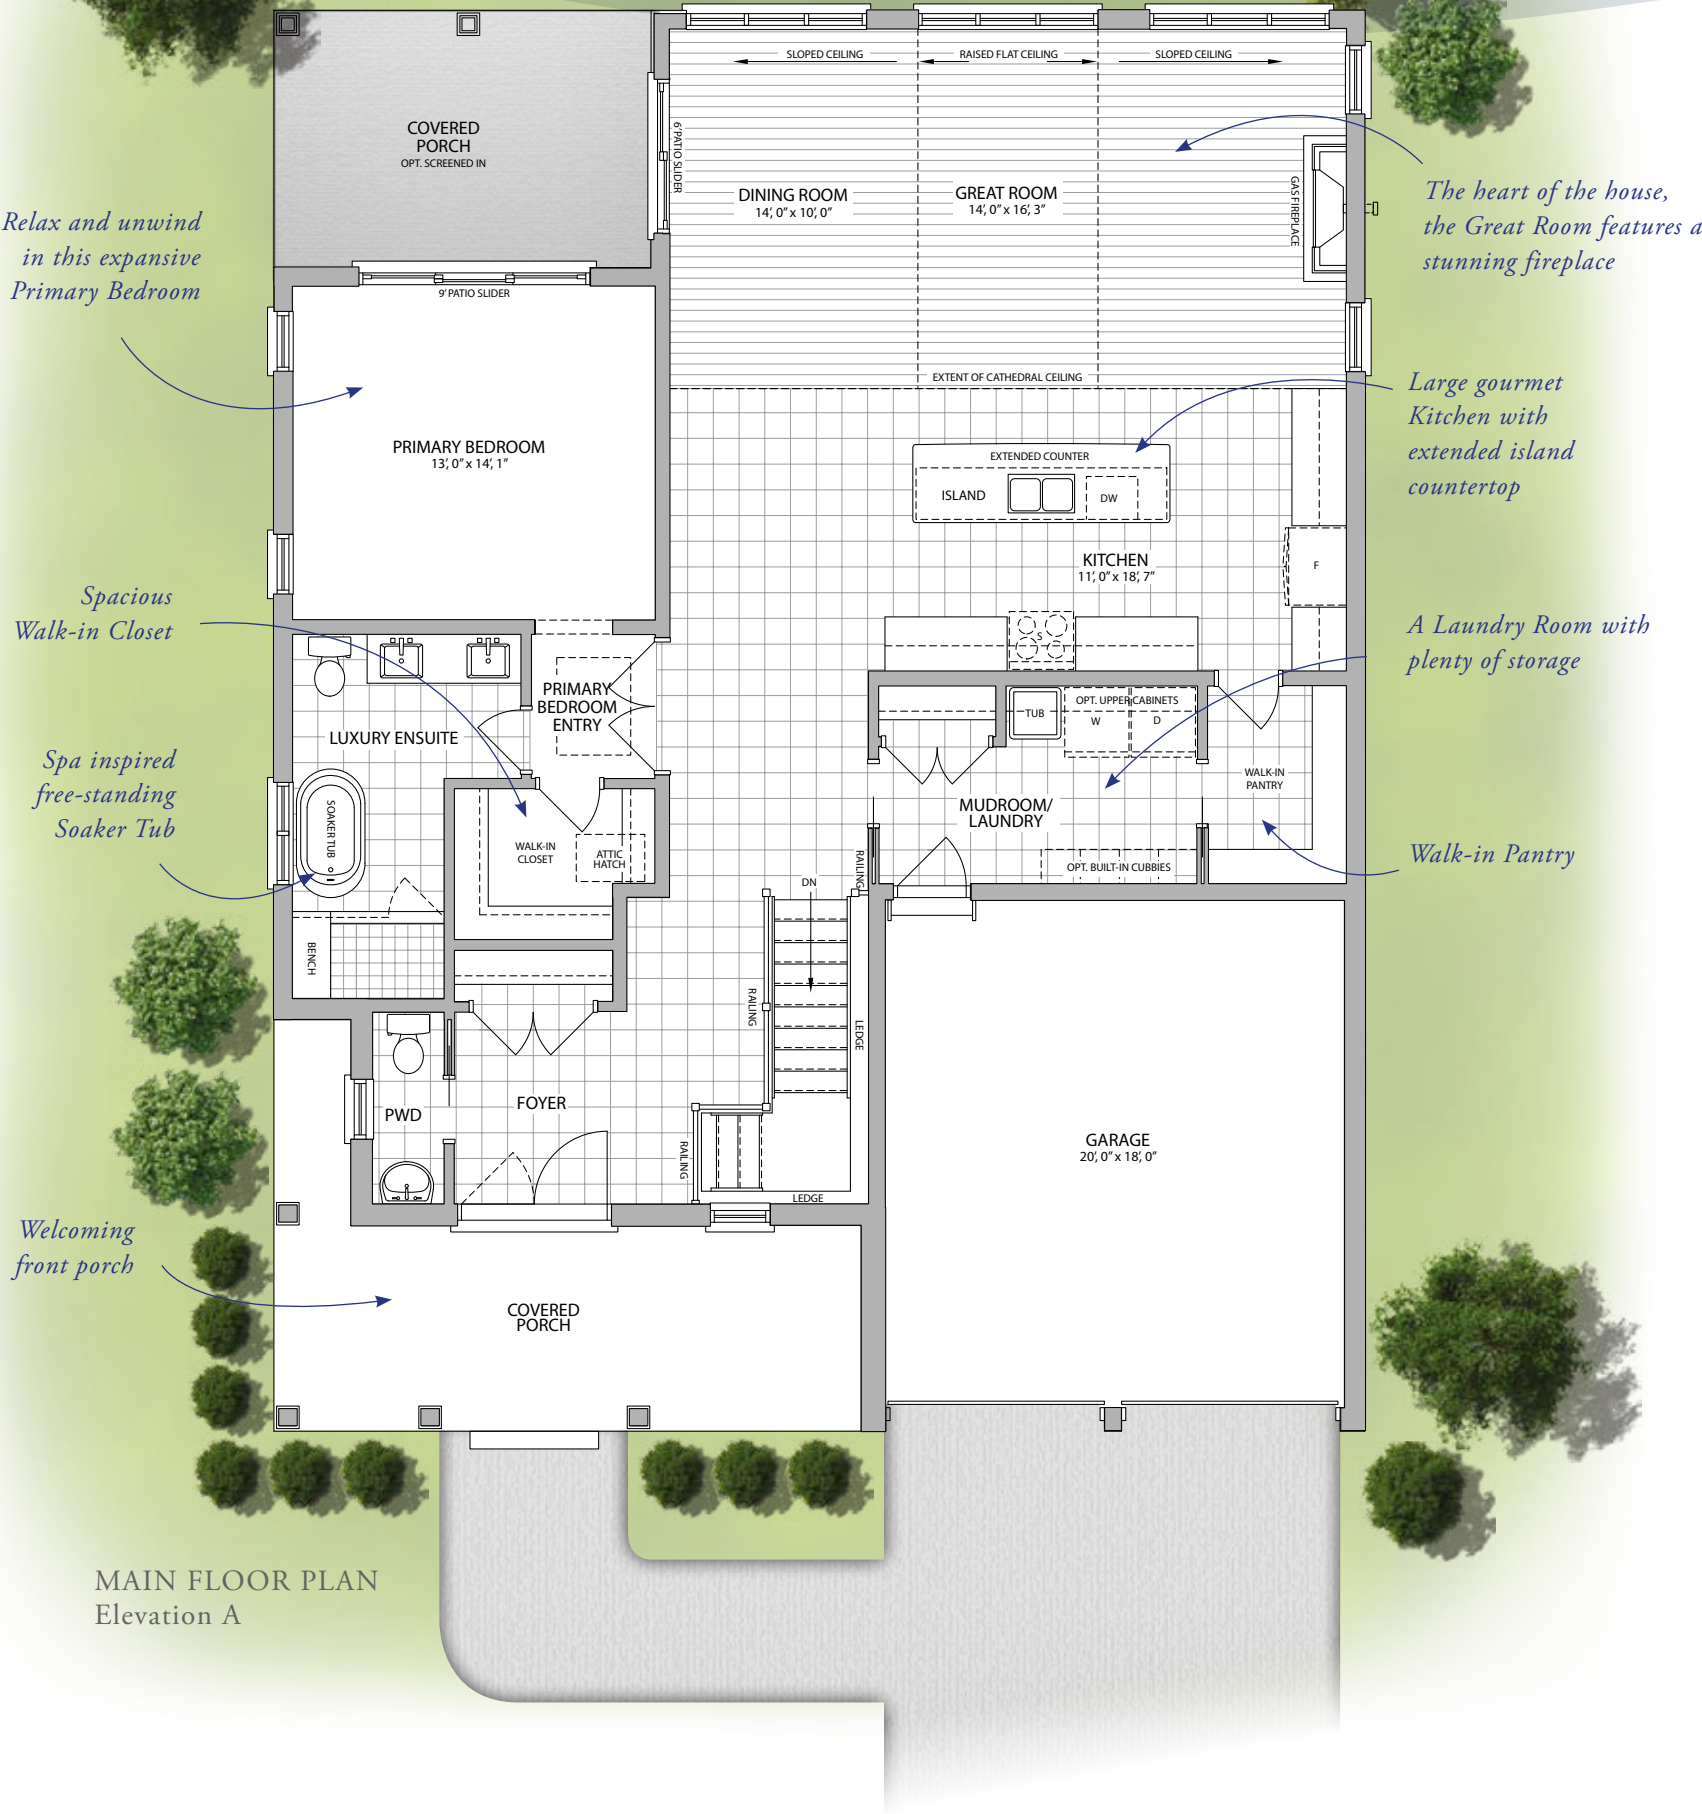 SLOPED CEILING
RAISED FLAT CEILING
SLOPED CEILING
COVERED
PORCH
OPT. SCREENED IN
6' PATIO SLIDER
DINING ROOM
14', 0" x 10', 0"
GREAT ROOM
14', 0" x 16', 3"
GAS FIREPLACE
The heart of the house,
the Great Room features a
stunning fireplace
Relax and unwind
in this expansive
Primary Bedroom
9' PATIO SLIDER
EXTENT OF CATHEDRAL CEILING
Large gourmet
Kitchen with
extended island
countertop
PRIMARY BEDROOM
13', 0" x 14', 1"
EXTENDED COUNTER
ISLAND
DW
KITCHEN
11', 0" x 18', 7"
F
S
Spacious
Walk-in Closet
A Laundry Room with
plenty of storage
PRIMARY
BEDROOM
ENTRY
LUXURY ENSUITE
TUB
OPT. UPPER CABINETS
W
D
WALK-IN
PANTRY
Spa inspired
free-standing
Soaker Tub
SOAKER TUB
MUDROOM/
LAUNDRY
WALK-IN
CLOSET
ATTIC
HATCH
OPT. BUILT-IN CUBBIES
Walk-in Pantry
RAILING
DN
BENCH
RAILING
LEDGE
PWD
FOYER
RAILING
LEDGE
GARAGE
20', 0" x 18', 0"
Welcoming
front porch
COVERED
PORCH
MAIN FLOOR PLAN
Elevation A